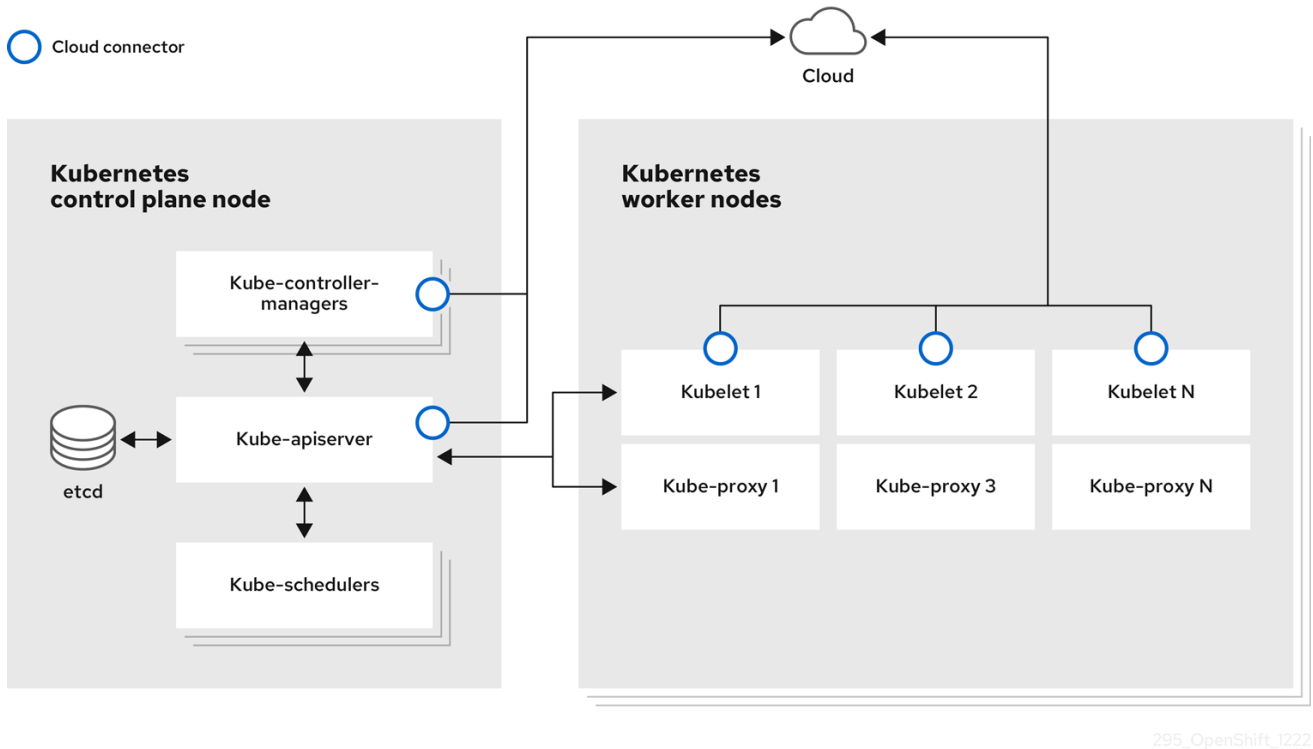 Cloud connector
Cloud
Kubernetes
control plane node
Kube-controller-
managers
Kube-apiserver
etcd
Kube-schedulers
Kubernetes
worker nodes
Kubelet 1
Kubelet 2
Kubelet N
Kube-proxy 1
Kube-proxy 3
Kube-proxy N
295_OpenShift_1222